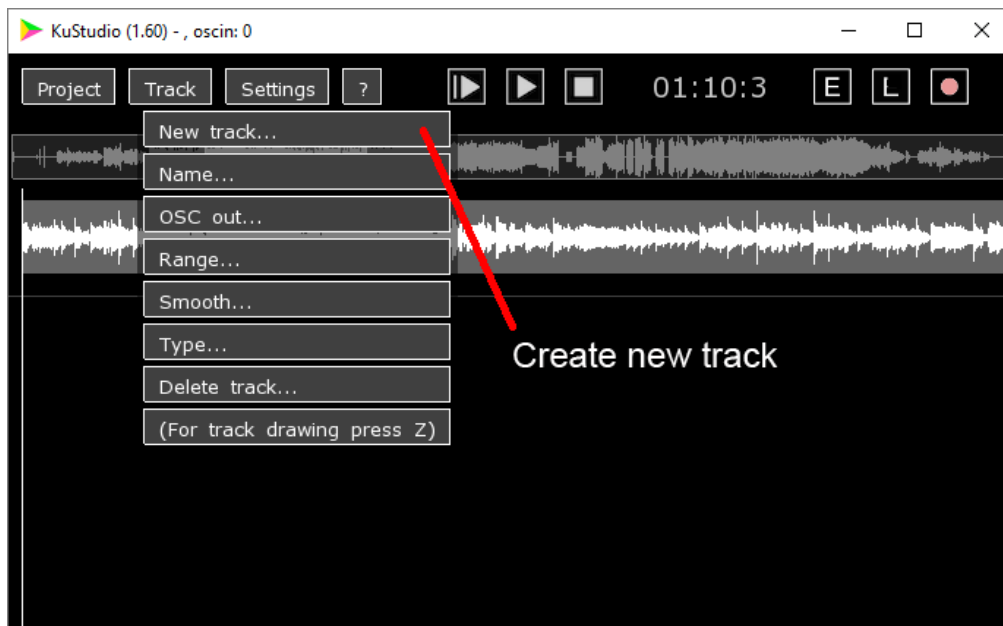 KuStudio (1.60) - , oscin: 0
Project Track Settings ? 01:10:3 E L
New track...
Name...
OSC out...
Range...
Smooth...
Type...
Create new track
Delete track...
(For track drawing press Z)